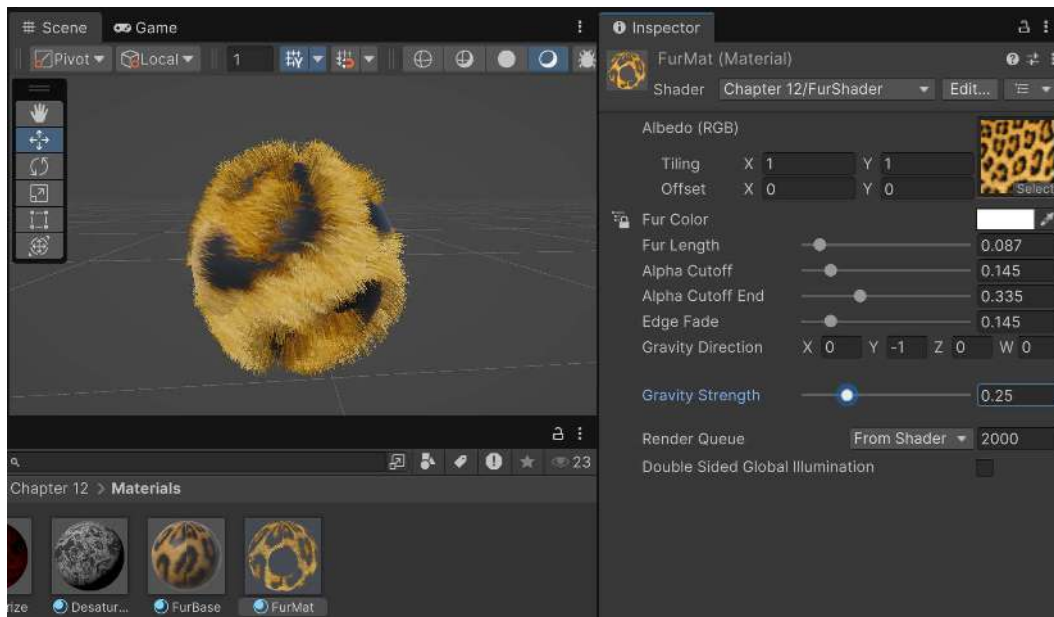 Scene Game
Pivot Local 1
Chapter 12 > Materials
23
rize Desatur... FurBase FurMat
Inspector
FurMat (Material)
Shader Chapter 12/FurShader Edit...
Albedo (RGB)
Tiling X 1 Y 1
Offset X 0 Y 0
Select
Fur Color
Fur Length 0.087
Alpha Cutoff 0.145
Alpha Cutoff End 0.335
Edge Fade 0.145
Gravity Direction X 0 Y -1 Z 0 W 0
Gravity Strength 0.25
Render Queue From Shader 2000
Double Sided Global Illumination